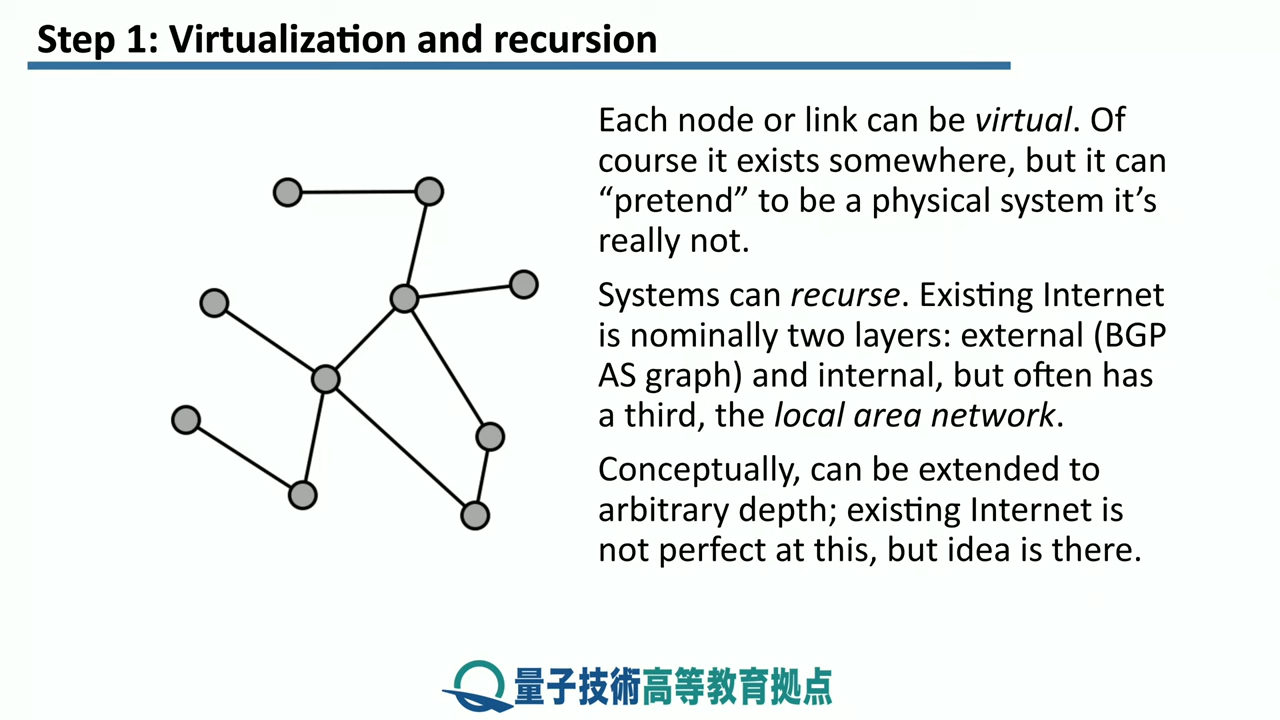 Step 1: Virtualization and recursion
Each node or link can be virtual. Of
course it exists somewhere, but it can
“pretend” to be a physical system it’s
really not.
Systems can recurse. Existing Internet
is nominally two layers: external (BGP
AS graph) and internal, but often has
a third, the local area network.
Conceptually, can be extended to
arbitrary depth; existing Internet is
not perfect at this, but idea is there.
量子技術高等教育拠点